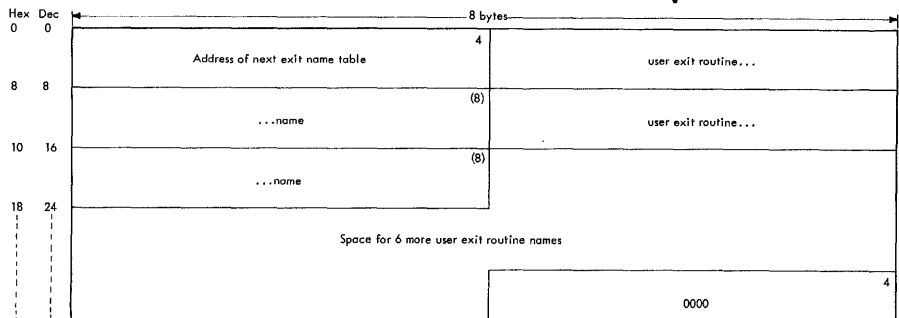 Hex Dec 8 bytes
0 0
4
Address of next exit name table user exit routine...
8 8
(8)
...name user exit routine...
10 16
(8)
...name
18 24
Space for 6 more user exit routine names
4
0000